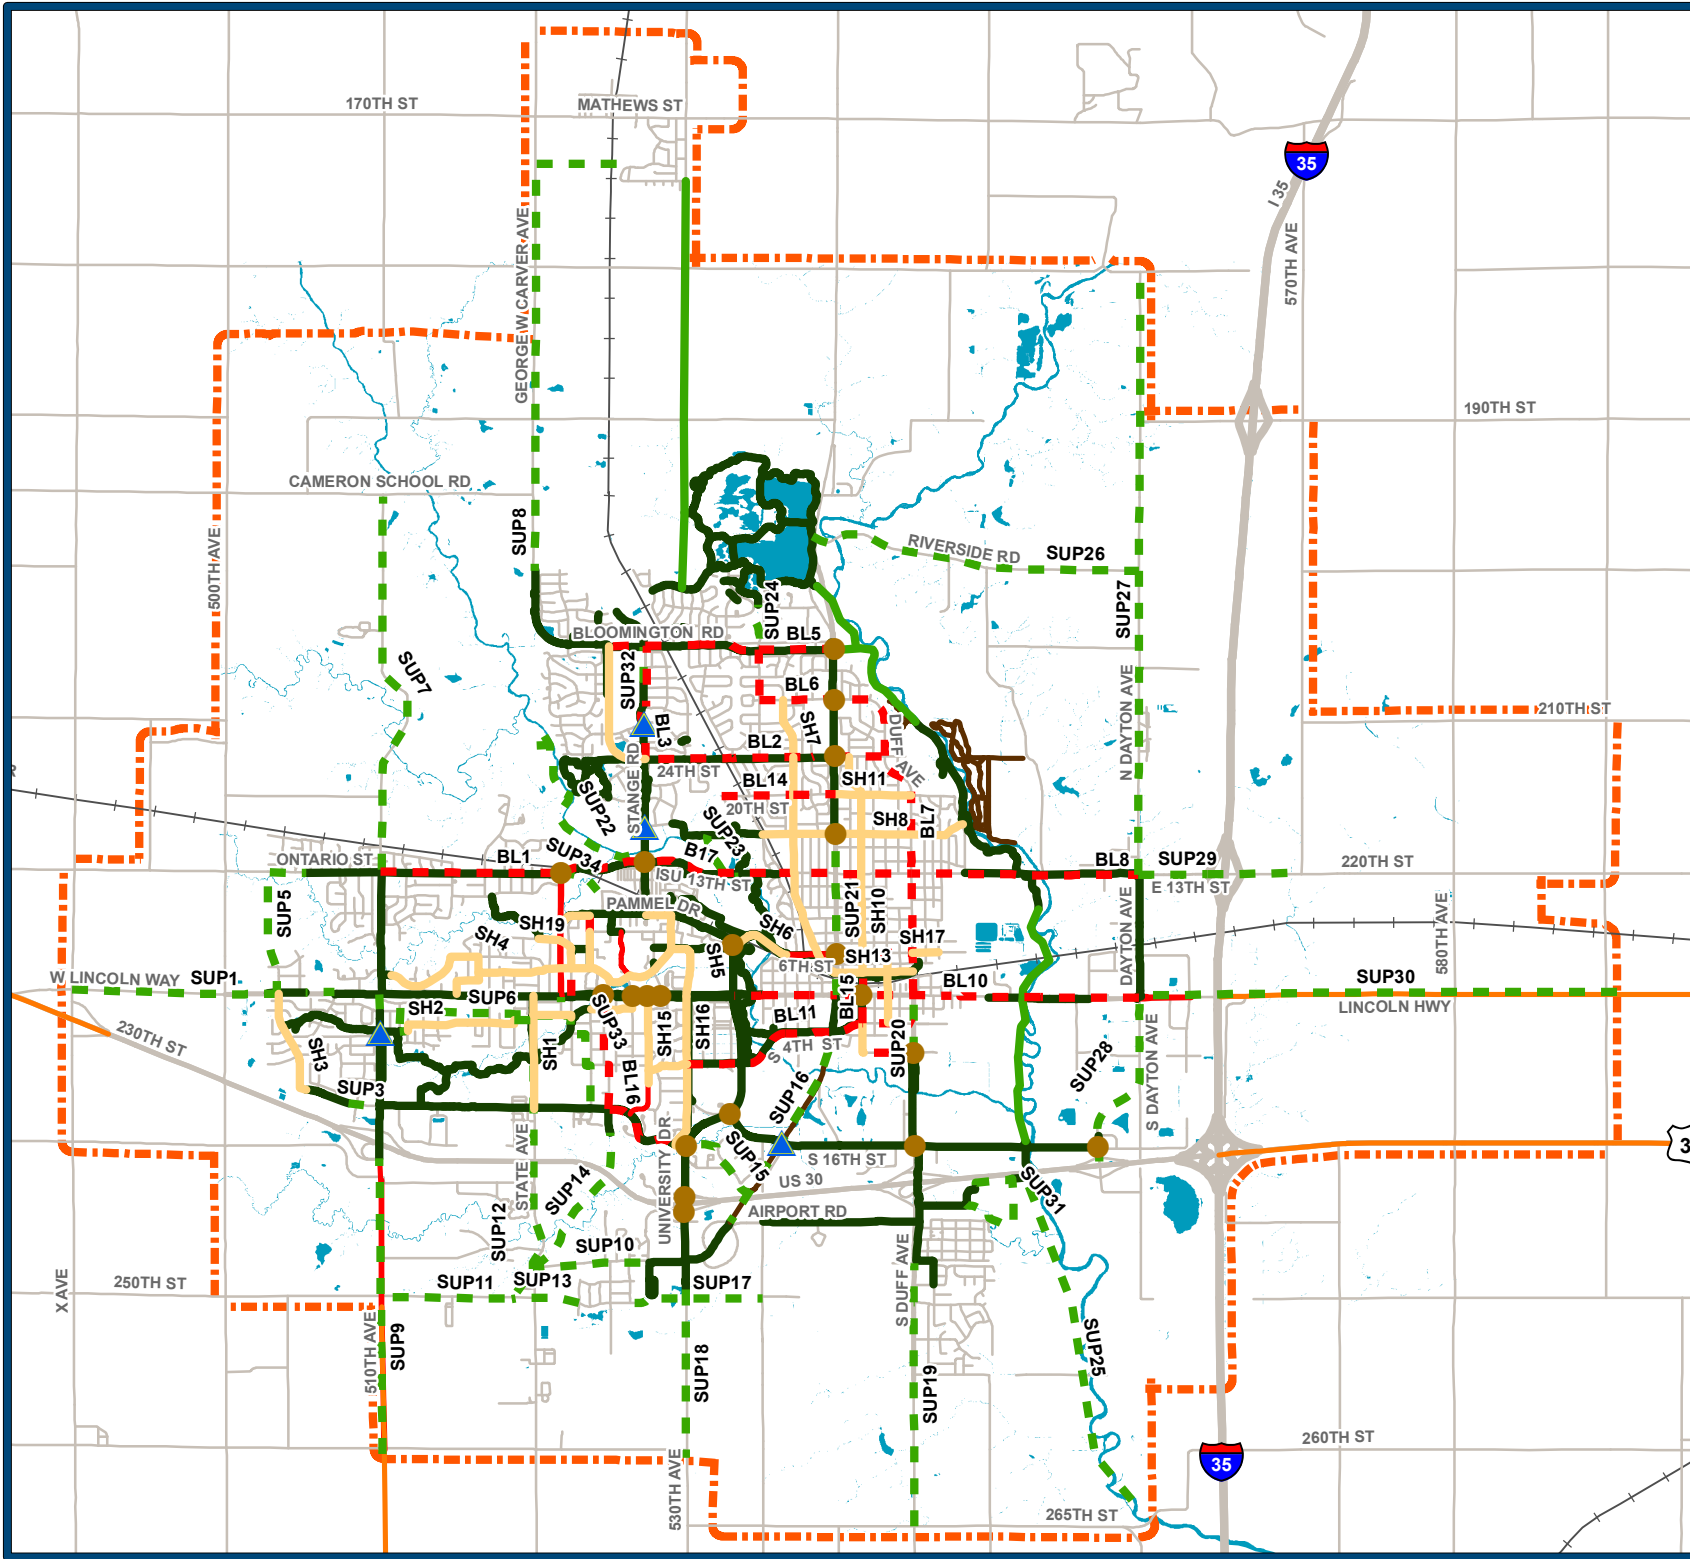 170TH ST
MATHEWS ST
35
I 35
570TH AVE
GEORGE W CARVER AVE
190TH ST
CAMERON SCHOOL RD
SUP8
500TH AVE
RIVERSIDE RD
SUP26
SUP27
SUP24
BLOOMINGTON RD
BL5
SUP7
SUP32
BL6
N DAYTON AVE
210TH ST
BL3
SH7
DUFF AVE
BL2
STANGE RD
24TH ST
BL14
SH11
20TH ST
SUP22
SUP23
SH8
BL7
ONTARIO ST
BL1
SUP34
B17
ISU 13TH ST
BL8
SUP29
220TH ST
E 13TH ST
SUP5
PAMMEL DR
SH19
SH4
SH6
SUP21
SH10
DAYTON AVE
580TH AVE
SH17
SH5
6TH ST
SH13
W LINCOLN WAY
SUP1
SUP6
SH2
BL15
BL10
SUP30
LINCOLN HWY
230TH ST
SUP33
SH15
SH16
BL11
S 4TH ST
SUP20
SH3
SH1
SUP28
S DAYTON AVE
SUP3
BL16
SUP16
UNIVERSITY DR
STATE AVE
SUP15
S 16TH ST
3
SUP14
US 30
SUP31
SUP12
AIRPORT RD
SUP10
X AVE
250TH ST
SUP11
SUP13
SUP17
S DUFF AVE
510TH AVE
SUP9
SUP18
SUP19
SUP25
260TH ST
35
530TH AVE
265TH ST